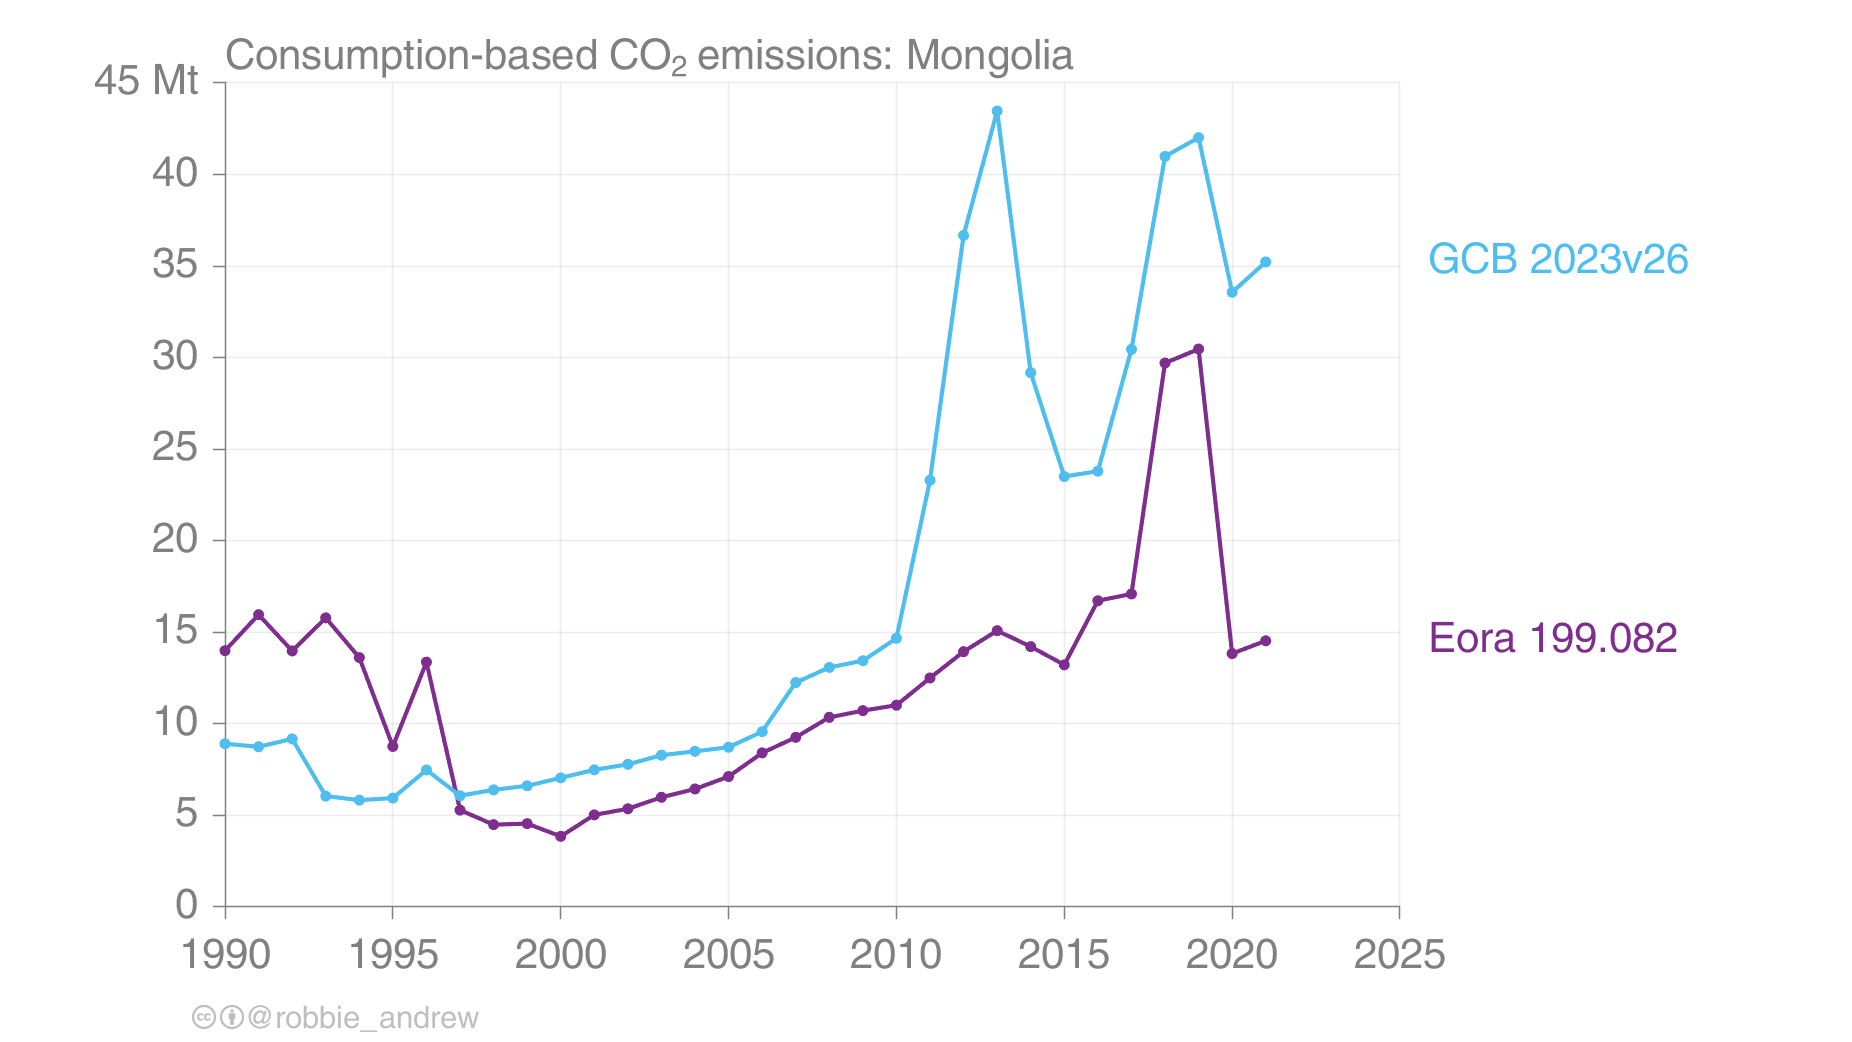 Consumption-based CO₂ emissions: Mongolia
45 Mt
40
35
30
25
20
15
10
5
0
1990 1995 2000 2005 2010 2015 2020 2025
GCB 2023v26
Eora 199.082
cc @robbie_andrew